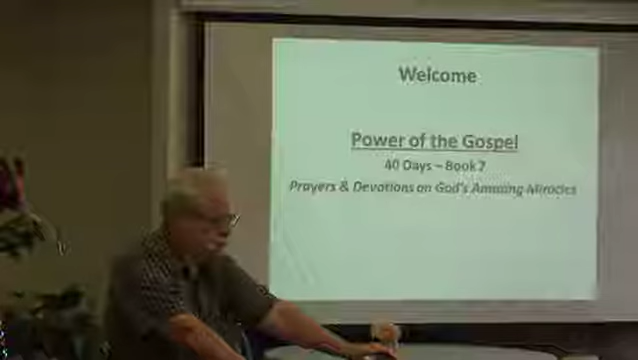 Welcome
Power of the Gospel
40 Days – Book 7
Prayers & Devotions on God's Amazing Miracles